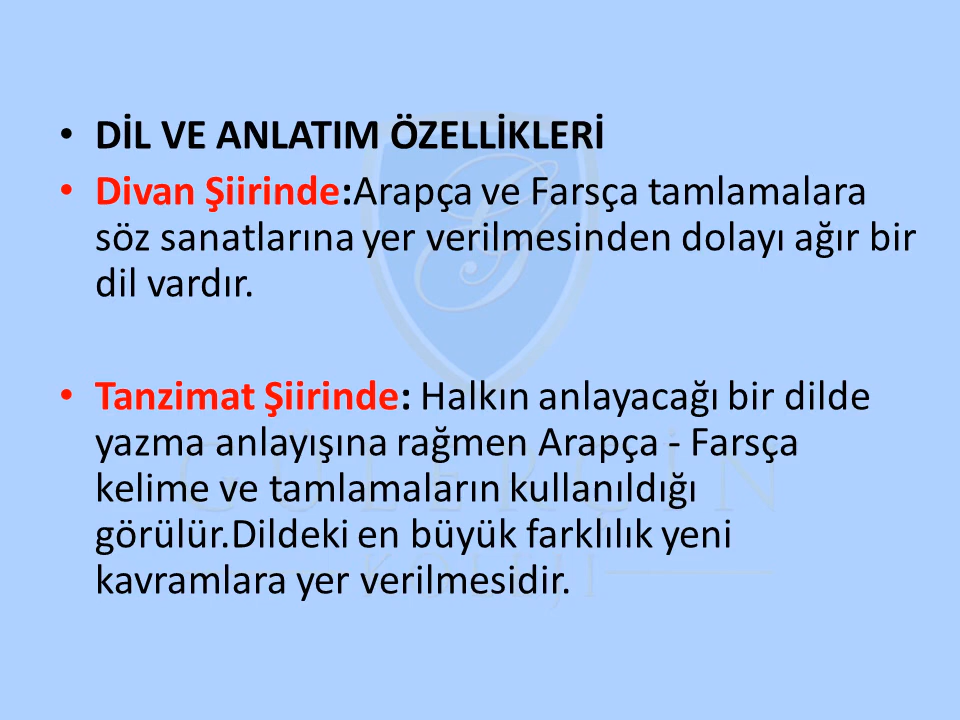 • DİL VE ANLATIM ÖZELLİKLERİ
• Divan Şiirinde:Arapça ve Farsça tamlamalara
söz sanatlarına yer verilmesinden dolayı ağır bir
dil vardır.
• Tanzimat Şiirinde: Halkın anlayacağı bir dilde
yazma anlayışına rağmen Arapça - Farsça
kelime ve tamlamaların kullanıldığı
görülür.Dildeki en büyük farklılık yeni
kavramlara yer verilmesidir.